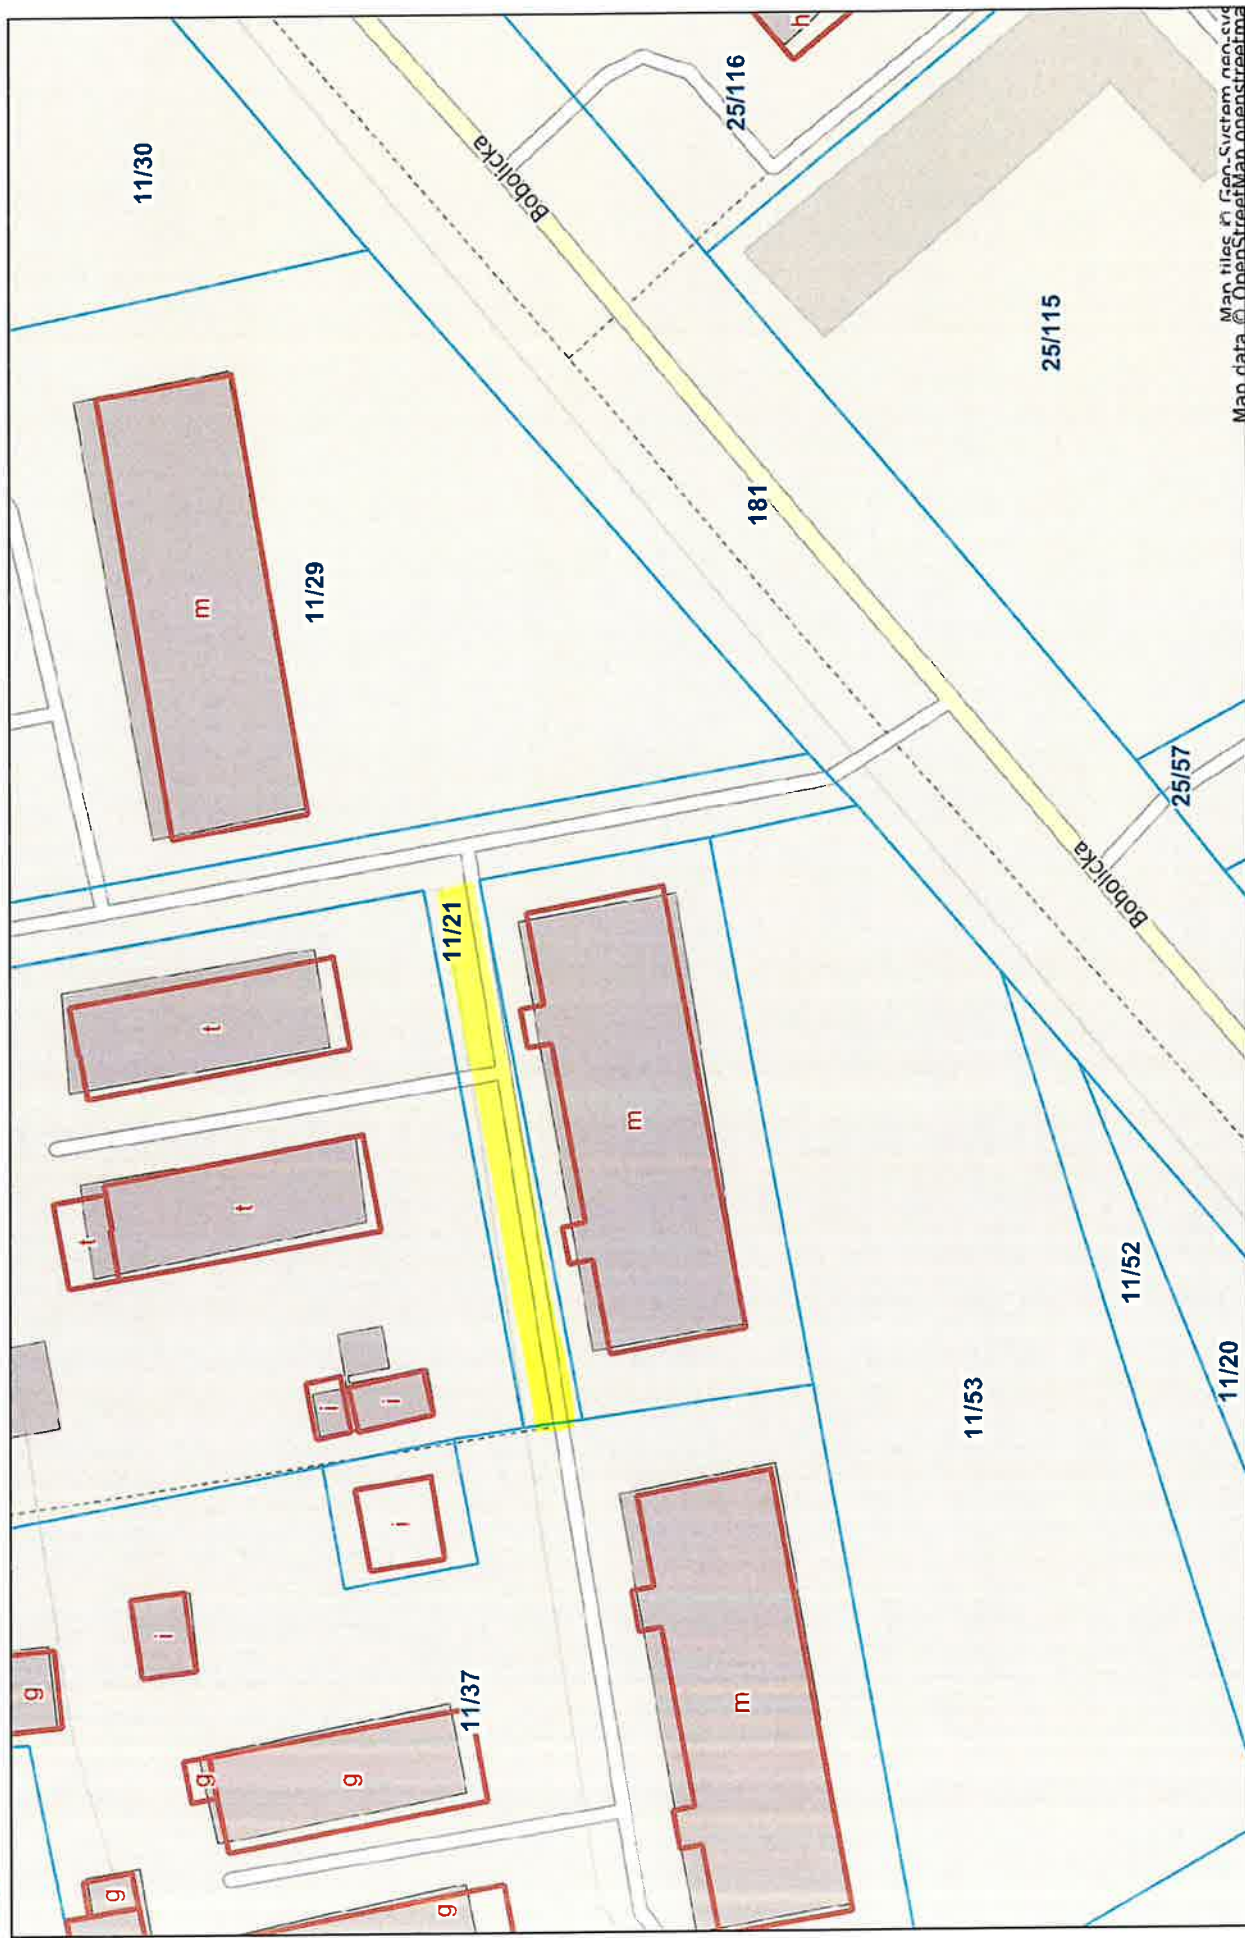 11/30
25/116
h
Bobolicka
11/29
m
181
25/115
Map tiles © Geo-System geo-sys
Map data © OpenStreetMap openstreetma
11/21
t
t
t
m
25/57
Bobolicka
i
i
i
i
11/52
11/20
11/53
g
11/37
g
g
m
g
g